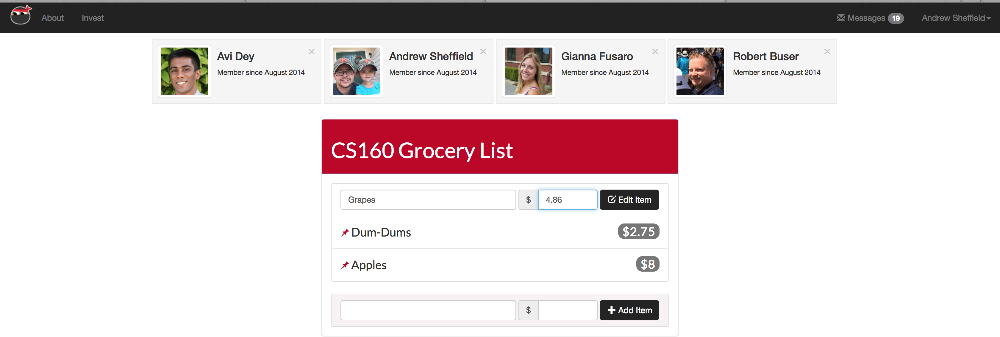 About Invest Messages 19 Andrew Sheffield
Avi Dey
Member since August 2014
Andrew Sheffield
Member since August 2014
Gianna Fusaro
Member since August 2014
Robert Buser
Member since August 2014
CS160 Grocery List
Grapes $ 4.86 Edit Item
Dum-Dums $2.75
Apples $8
$ Add Item